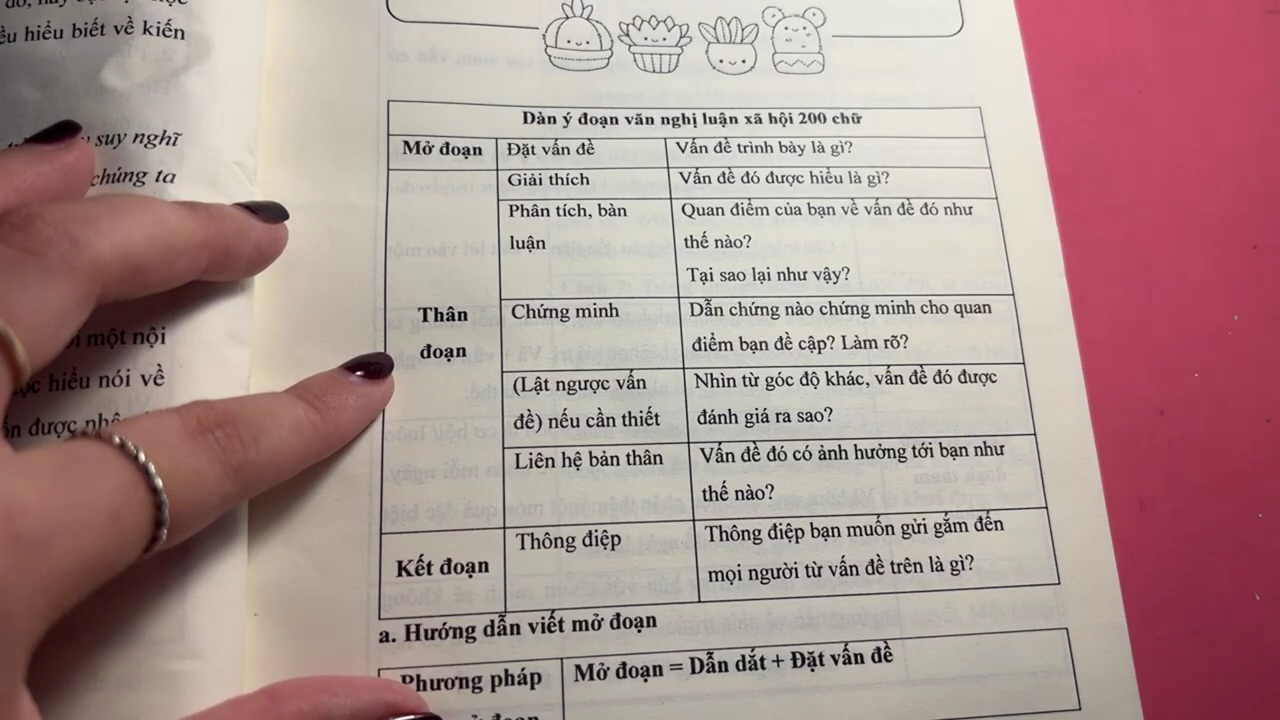 ều hiểu biết về kiến
suy nghĩ
chúng ta
một nội
hiểu nói về
được
Dàn ý đoạn văn nghị luận xã hội 200 chữ
Mở đoạn
Đặt vấn đề
Vấn đề trình bày là gì?
Thân
đoạn
Giải thích
Vấn đề đó được hiểu là gì?
Phân tích, bàn
luận
Quan điểm của bạn về vấn đề đó như
thế nào?
Tại sao lại như vậy?
Chứng minh
Dẫn chứng nào chứng minh cho quan
điểm bạn đề cập? Làm rõ?
(Lật ngược vấn
đề) nếu cần thiết
Nhìn từ góc độ khác, vấn đề đó được
đánh giá ra sao?
Liên hệ bản thân
Vấn đề đó có ảnh hưởng tới bạn như
thế nào?
Kết đoạn
Thông điệp
Thông điệp bạn muốn gửi gắm đến
mọi người từ vấn đề trên là gì?
a. Hướng dẫn viết mở đoạn
Phương pháp
Mở đoạn = Dẫn dắt + Đặt vấn đề